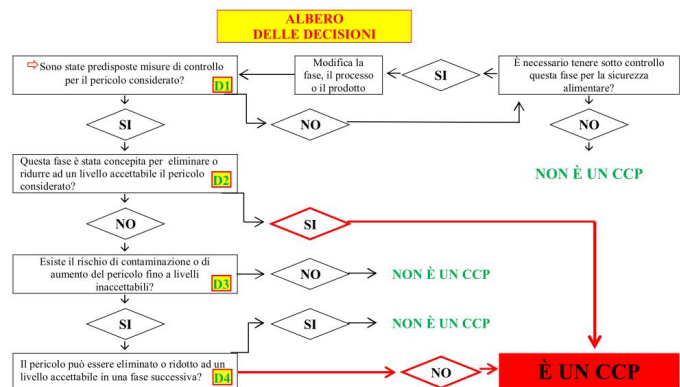 ALBERO
DELLE DECISIONI
⇨Sono state predisposte misure di controllo
per il pericolo considerato?
D1
Modifica la
fase, il processo
o il prodotto
SI
È necessario tenere sotto controllo
questa fase per la sicurezza
alimentare?
SI
NO
NO
NON È UN CCP
Questa fase è stata concepita per eliminare o
ridurre ad un livello accettabile il pericolo
considerato?
D2
NO
SI
Esiste il rischio di contaminazione o di
aumento del pericolo fino a livelli
inaccettabili?
D3
NO
NON È UN CCP
SI
SI
NON È UN CCP
Il pericolo può essere eliminato o ridotto ad un
livello accettabile in una fase successiva?
D4
NO
È UN CCP